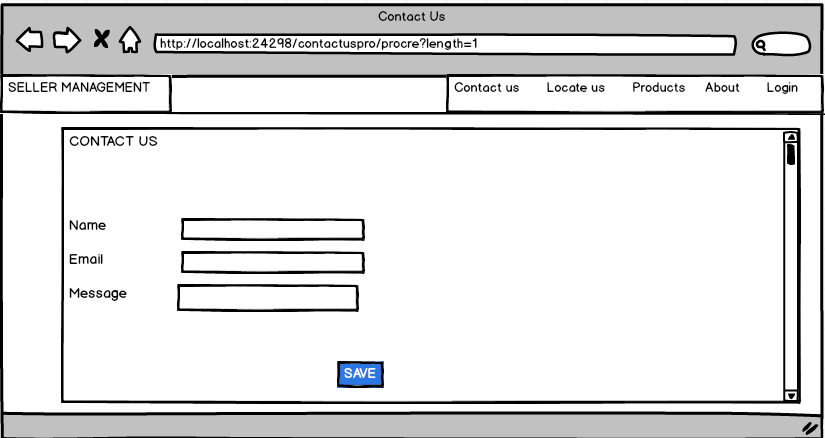 Contact Us
http://localhost:24298/contactuspro/procre?length=1
SELLER MANAGEMENT
Contact us Locate us Products About Login
CONTACT US
Name
Email
Message
SAVE